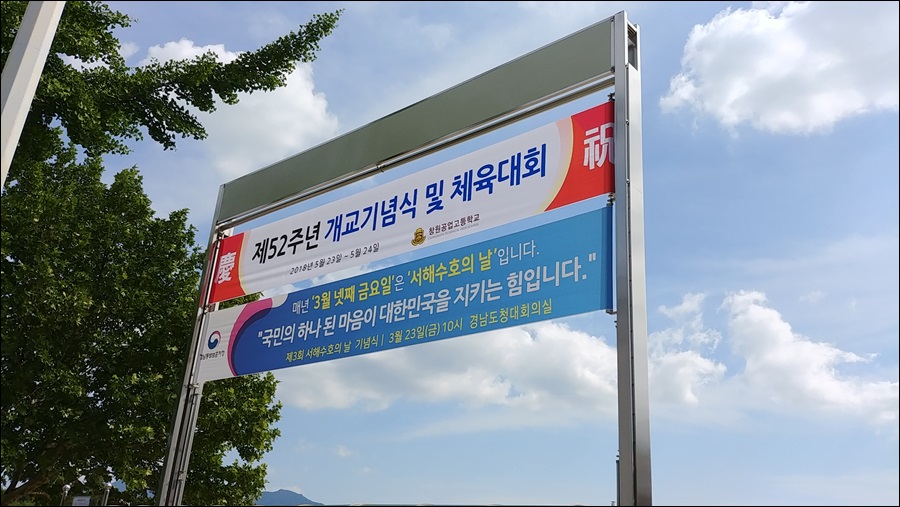 慶 제52주년 개교기념식 및 체육대회 祝
2018년 5월 23일 ~ 5월 24일 창원공업고등학교
매년 '3월 넷째 금요일'은 '서해수호의 날'입니다.
"국민의 하나 된 마음이 대한민국을 지키는 힘입니다."
제3회 서해수호의 날 기념식 | 3월 23일(금) 10시 경남도청대회의실